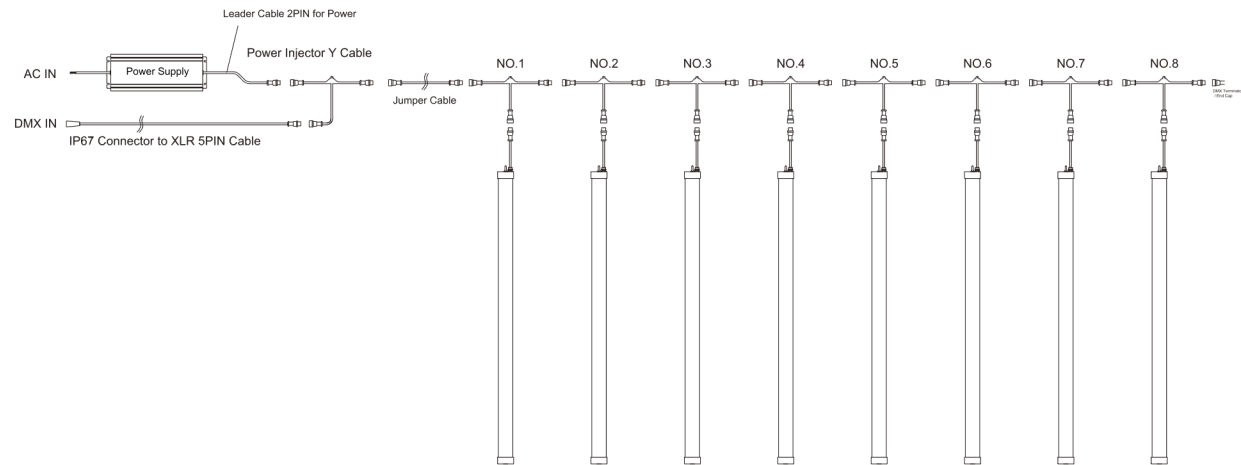 Leader Cable 2PIN for Power
Power Injector Y Cable
AC IN
Power Supply
Jumper Cable
DMX IN
IP67 Connector to XLR 5PIN Cable
NO.1
NO.2
NO.3
NO.4
NO.5
NO.6
NO.7
NO.8
DMX Terminate
End Cap